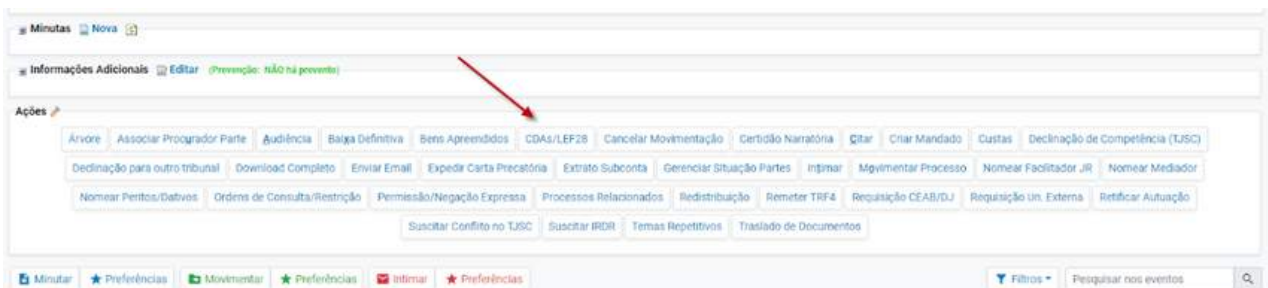 Minutas Nova
Informações Adicionais Editar (Prevenção: NÃO há prevento)
Ações
Árvore Associar Procurador Parte Audiência Baixa Definitiva Bens Apreendidos CDAs/LEF28 Cancelar Movimentação Certidão Narratória Citar Criar Mandado Custas Declinação de Competência (TJSC)
Declinação para outro tribunal Download Completo Enviar Email Expedir Carta Precatória Extrato Subconta Gerenciar Situação Partes Intimar Movimentar Processo Nomear Facilitador JR Nomear Mediador
Nomear Peritos/Dativos Ordens de Consulta/Restrição Permissão/Negação Expressa Processos Relacionados Redistribuição Remeter TRF4 Requisição CEAB/DJ Requisição Un. Externa Retificar Autuação
Suscitar Conflito no TJSC Suscitar IRDR Temas Repetitivos Traslado de Documentos
Minutar Preferências Movimentar Preferências Intimar Preferências Filtros Pesquisar nos eventos